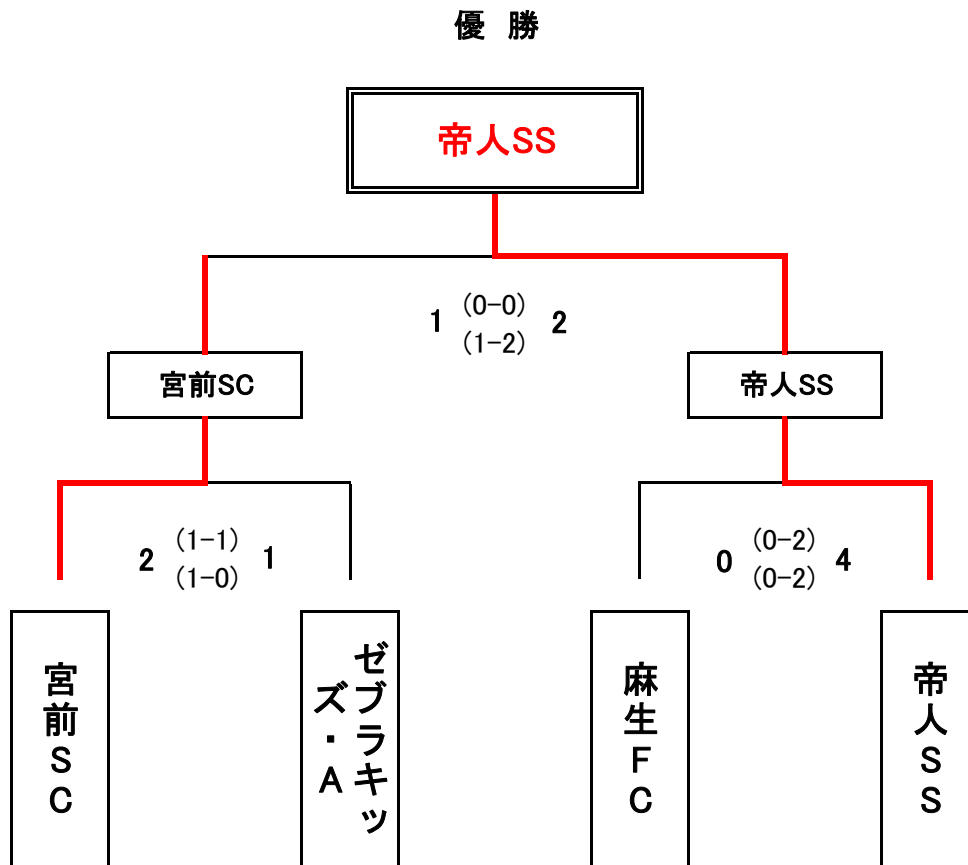 優 勝
帝人SS
1 (0-0) 2
(1-2)
宮前SC
帝人SS
2 (1-1) 1
(1-0)
0 (0-2) 4
(0-2)
宮前SC
ゼブラキッ
ズ・A
麻生FC
帝人SS